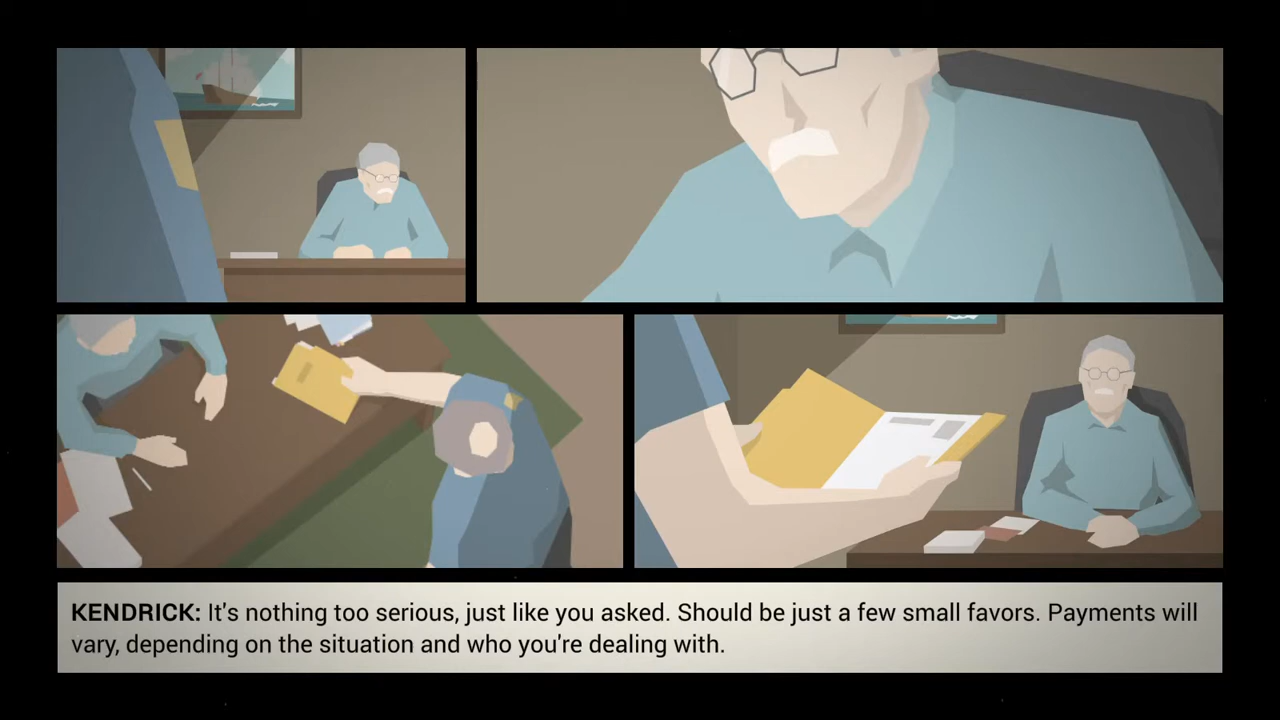 KENDRICK: It's nothing too serious, just like you asked. Should be just a few small favors. Payments will
vary, depending on the situation and who you're dealing with.